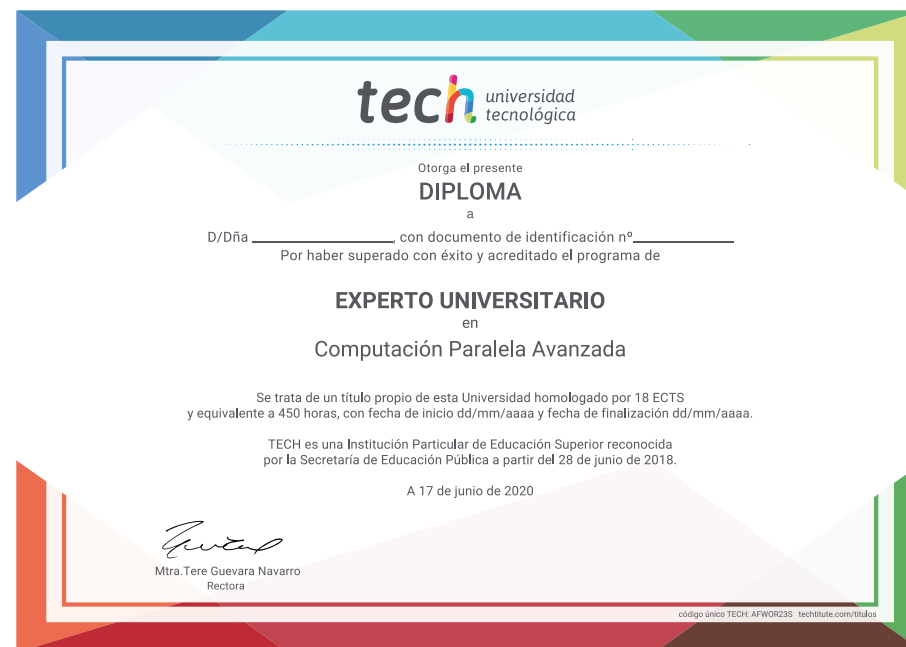 tech universidad
tecnológica
Otorga el presente
DIPLOMA
a
D/Dña ____________________, con documento de identificación nº______________
Por haber superado con éxito y acreditado el programa de
EXPERTO UNIVERSITARIO
en
Computación Paralela Avanzada
Se trata de un título propio de esta Universidad homologado por 18 ECTS
y equivalente a 450 horas, con fecha de inicio dd/mm/aaaa y fecha de finalización dd/mm/aaaa.
TECH es una Institución Particular de Educación Superior reconocida
por la Secretaría de Educación Pública a partir del 28 de junio de 2018.
A 17 de junio de 2020
Mtra.Tere Guevara Navarro
Rectora
código único TECH: AFWOR23S techtitute.com/titulos